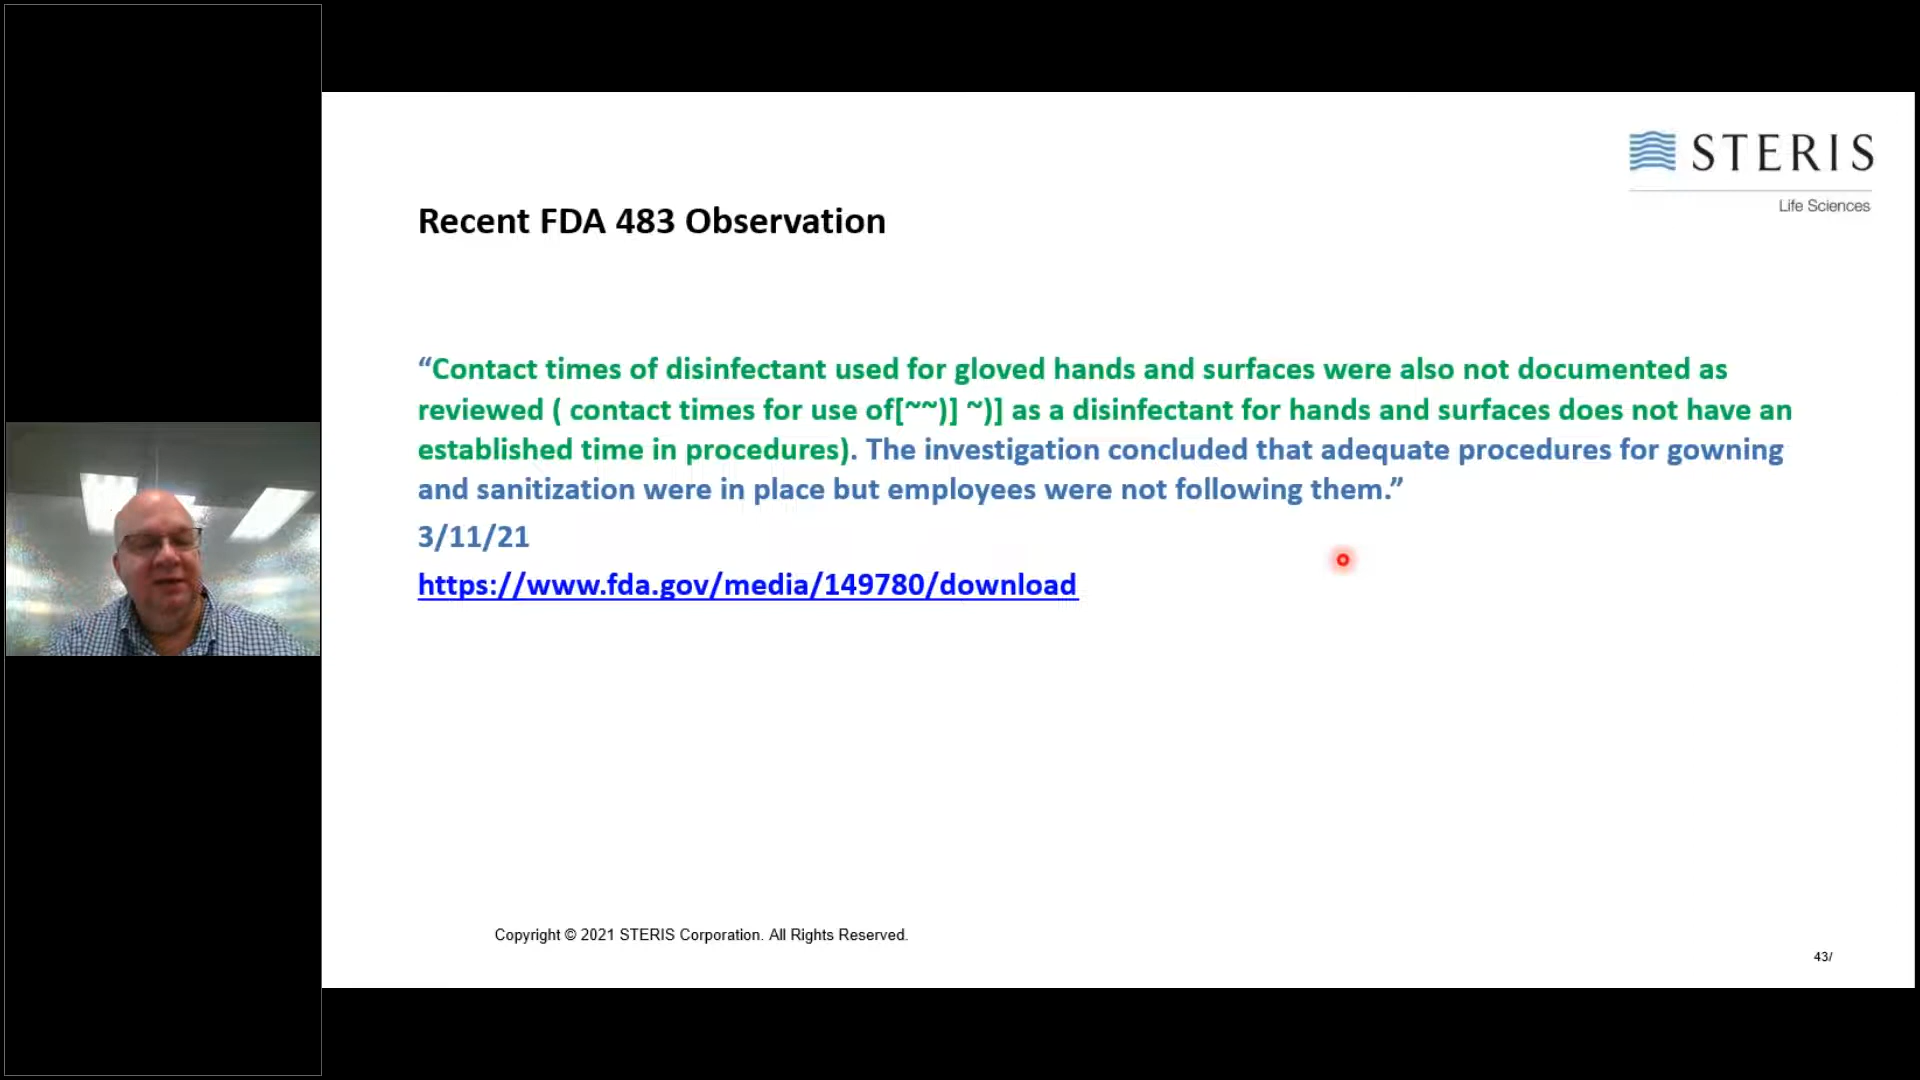 STERIS
Life Sciences
Recent FDA 483 Observation
“Contact times of disinfectant used for gloved hands and surfaces were also not documented as
reviewed ( contact times for use of[~~)] ~)] as a disinfectant for hands and surfaces does not have an
established time in procedures). The investigation concluded that adequate procedures for gowning
and sanitization were in place but employees were not following them.”
3/11/21
https://www.fda.gov/media/149780/download
Copyright © 2021 STERIS Corporation. All Rights Reserved.
43/